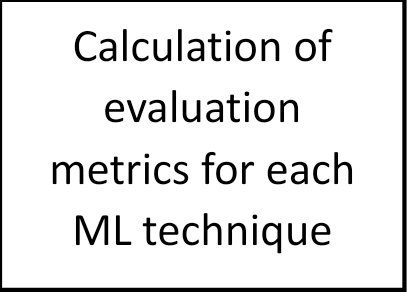 Calculation of
evaluation
metrics for each
ML technique